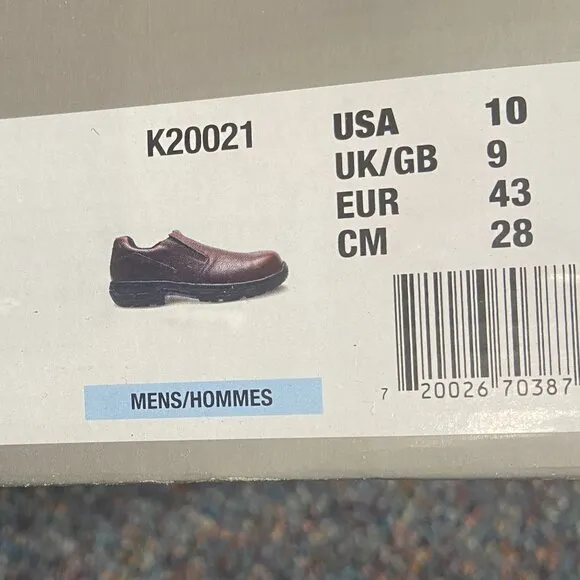 K20021
USA 10
UK/GB 9
EUR 43
CM 28
MENS/HOMMES
7 20026 70387